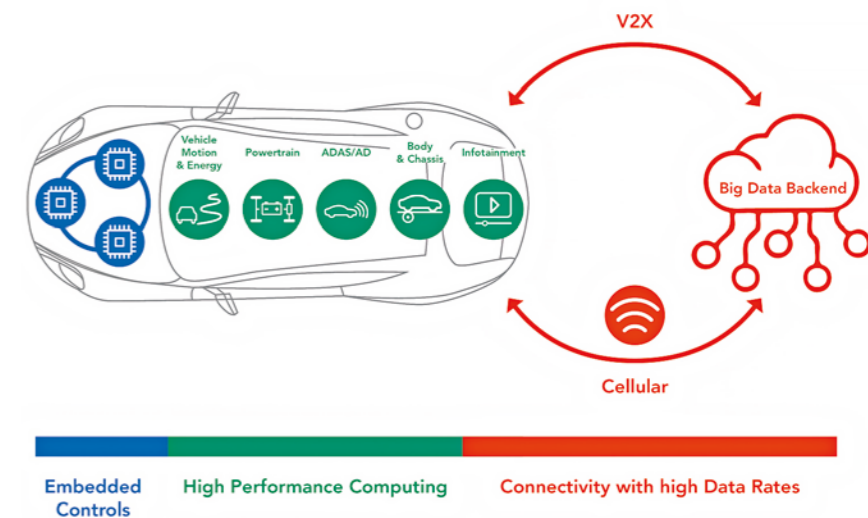 V2X
Vehicle
Motion
& Energy
Powertrain
ADAS/AD
Body
& Chassis
Infotainment
Big Data Backend
Cellular
Embedded
Controls
High Performance Computing
Connectivity with high Data Rates